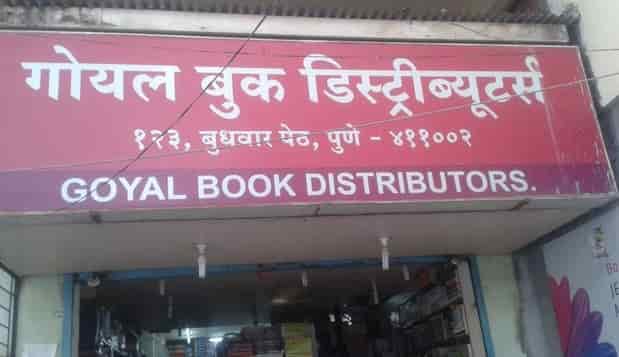 गोयल बुक डिस्ट्रीब्यूटर्स
१२३, बुधवार पेठ, पुणे - ४११००२
GOYAL BOOK DISTRIBUTORS.